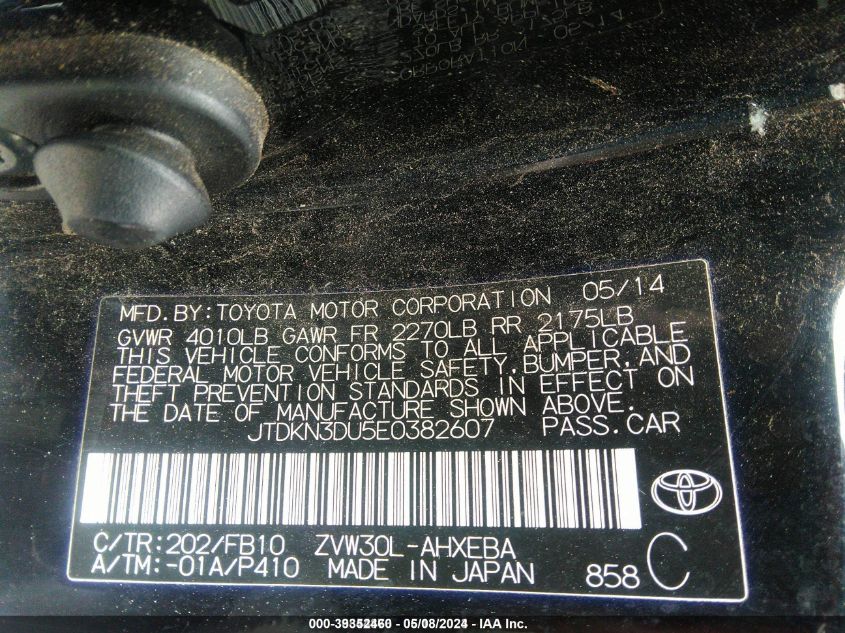 MFD. BY: TOYOTA MOTOR CORPORATION 05/14
GVWR 4010LB GAWR FR 2270LB RR 2175LB
THIS VEHICLE CONFORMS TO ALL APPLICABLE
FEDERAL MOTOR VEHICLE SAFETY, BUMPER, AND
THEFT PREVENTION STANDARDS IN EFFECT ON
THE DATE OF MANUFACTURE SHOWN ABOVE.
JTDKN3DU5E0382607 PASS. CAR
C/TR: 202/FB10 ZVW30L-AHXEBA
A/TM: -01A/P410 MADE IN JAPAN 858 C
000-39352460 - 05/08/2024 - IAA Inc.